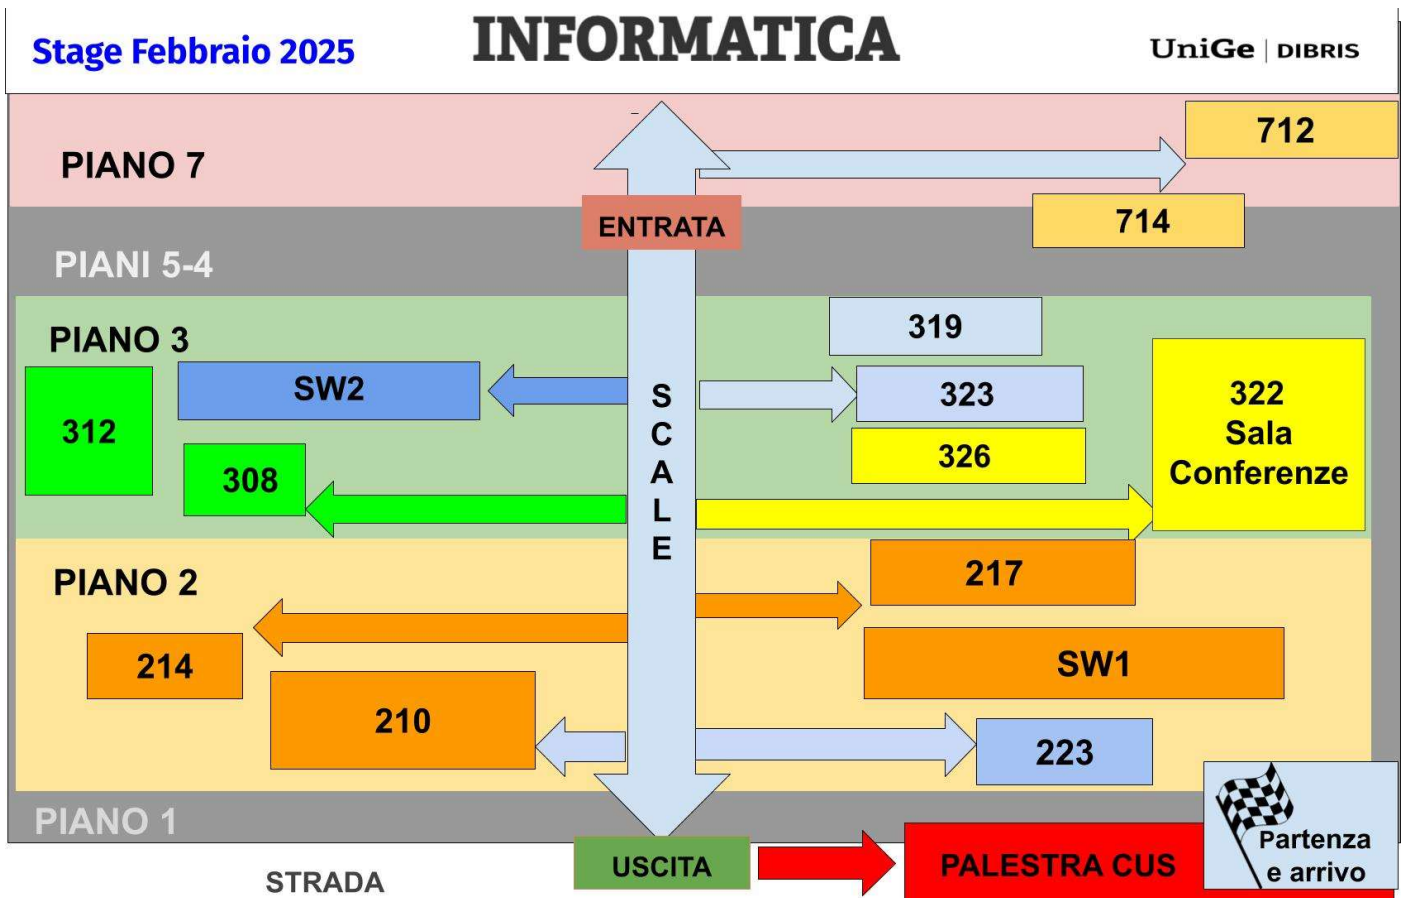 Stage Febbraio 2025
INFORMATICA
UniGe | DIBRIS
PIANO 7
712
714
ENTRATA
PIANI 5-4
PIANO 3
319
SW2
323
312
308
326
322
Sala
Conferenze
S
C
A
L
E
PIANO 2
217
214
SW1
210
223
PIANO 1
USCITA
PALESTRA CUS
Partenza
e arrivo
STRADA